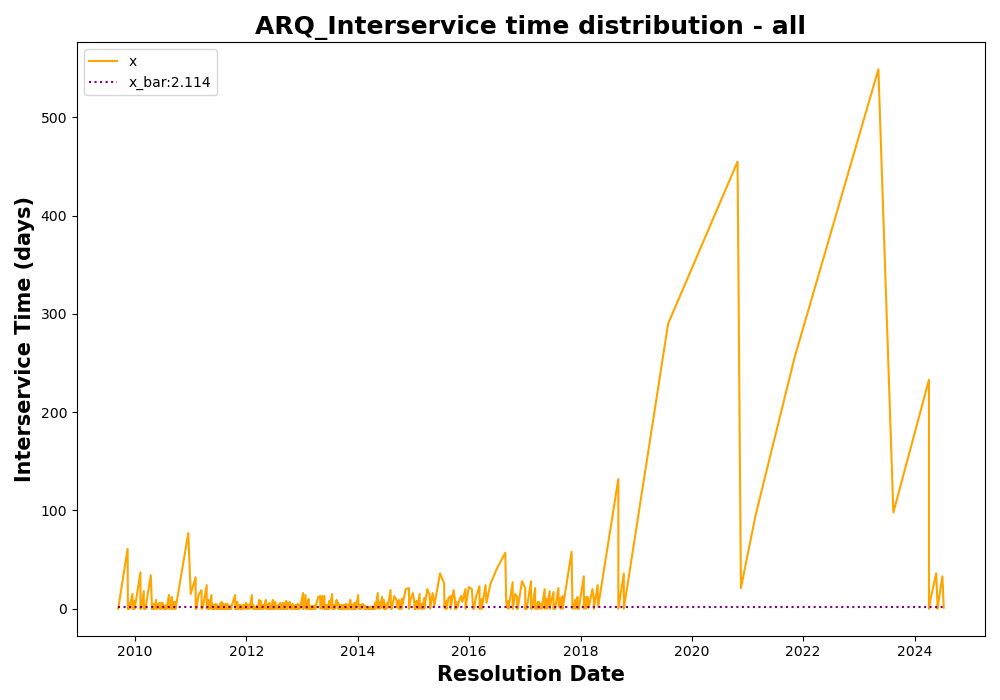 ARQ_Interservice time distribution - all
x
x_bar:2.114
Interservice Time (days)
500
400
300
200
100
0
2010 2012 2014 2016 2018 2020 2022 2024
Resolution Date